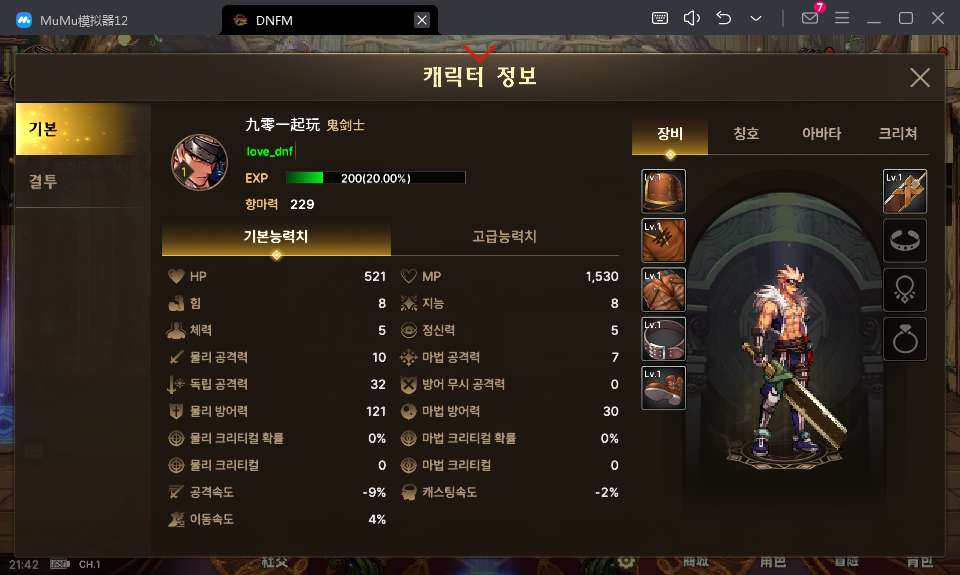 MuMu模拟器12
DNFM
7
캐릭터 정보
기본
결투
九零一起玩 鬼剑士
love_dnf
1
EXP 200(20.00%)
항마력 229
기본능력치 고급능력치
HP 521 MP 1,530
힘 8 지능 8
체력 5 정신력 5
물리 공격력 10 마법 공격력 7
독립 공격력 32 방어 무시 공격력 0
물리 방어력 121 마법 방어력 30
물리 크리티컬 확률 0% 마법 크리티컬 확률 0%
물리 크리티컬 0 마법 크리티컬 0
공격속도 -9% 캐스팅속도 -2%
이동속도 4%
장비 칭호 아바타 크리쳐
Lv.1 Lv.1
Lv.1
Lv.1
Lv.1
Lv.1
21:42 CH.1 社交 商城 角色 冒险 背包